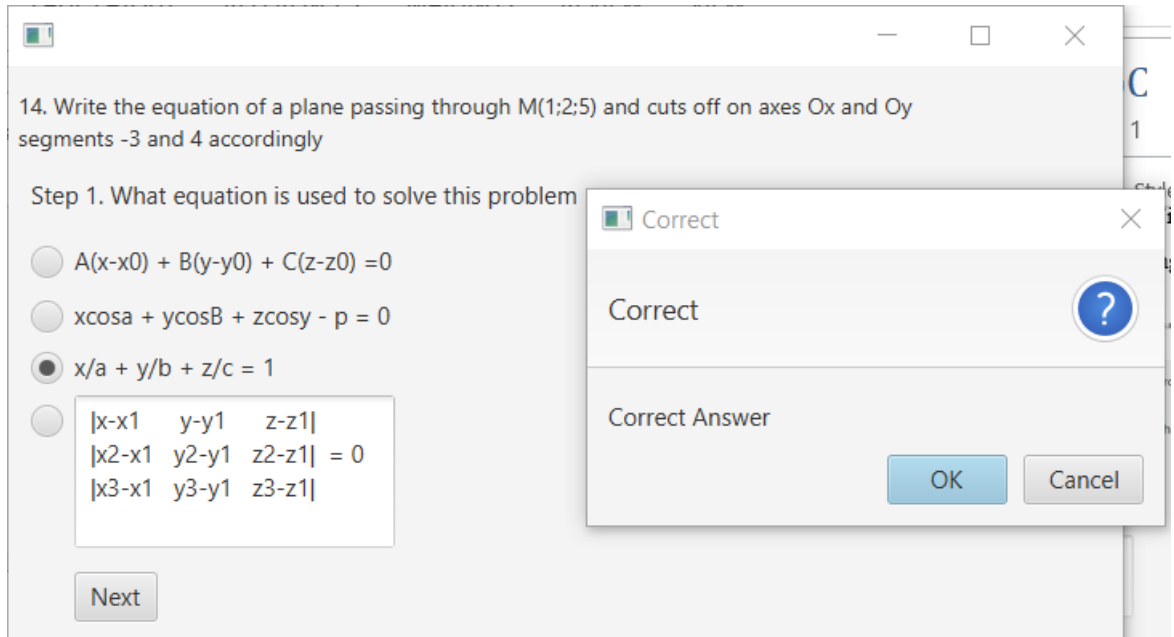 14. Write the equation of a plane passing through M(1;2;5) and cuts off on axes Ox and Oy
segments -3 and 4 accordingly
Step 1. What equation is used to solve this problem
A(x-x0) + B(y-y0) + C(z-z0) =0
xcosa + ycosB + zcosy - p = 0
x/a + y/b + z/c = 1
|x-x1 y-y1 z-z1|
|x2-x1 y2-y1 z2-z1| = 0
|x3-x1 y3-y1 z3-z1|
Next
Correct
Correct
?
Correct Answer
OK
Cancel
C
1